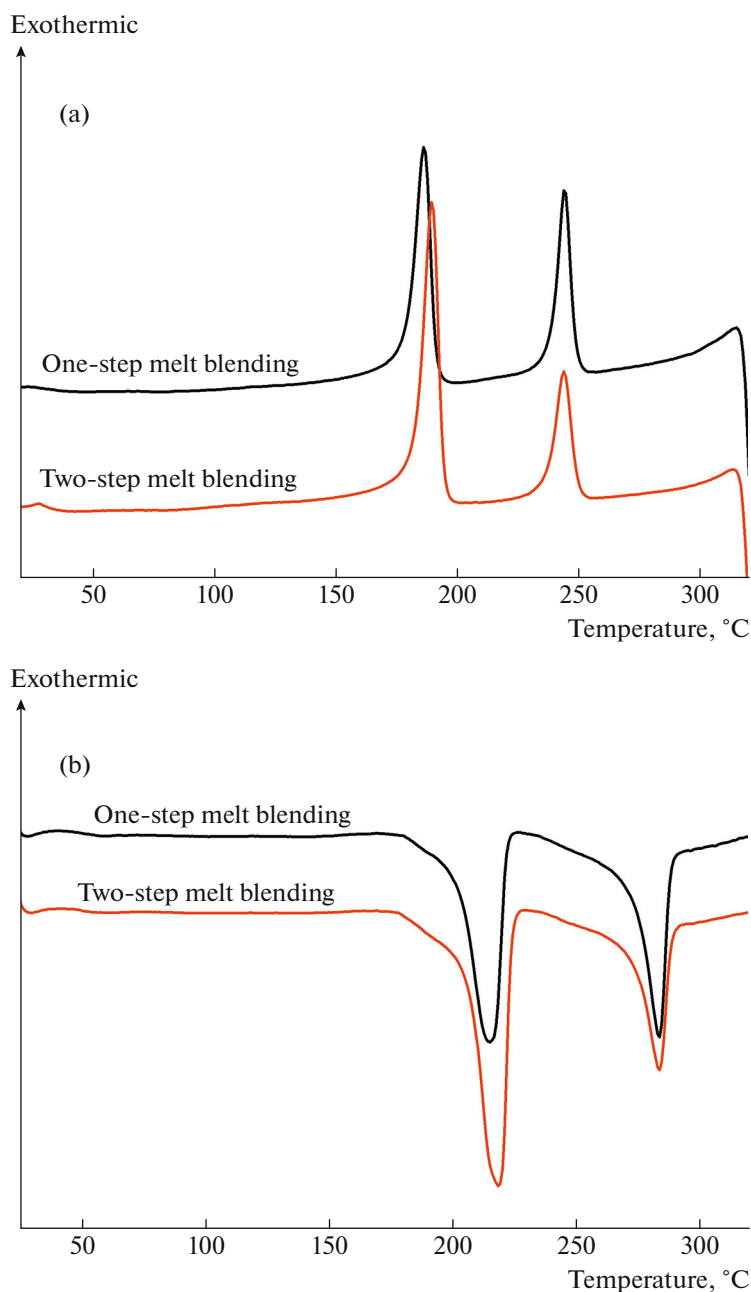 Exothermic
(a)
One-step melt blending
Two-step melt blending
50 100 150 200 250 300
Temperature, °C
Exothermic
(b)
One-step melt blending
Two-step melt blending
50 100 150 200 250 300
Temperature, °C